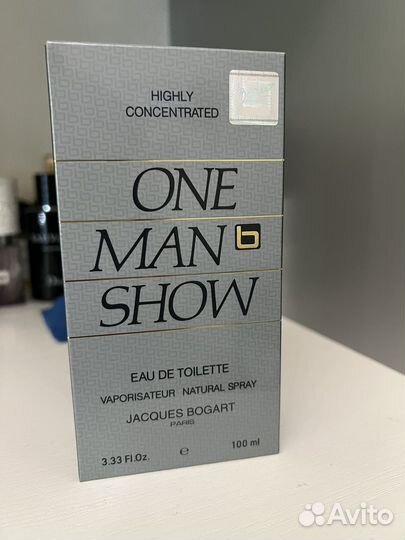 HIGHLY
CONCENTRATED
ONE
MAN b
SHOW
EAU DE TOILETTE
VAPORISATEUR NATURAL SPRAY
JACQUES BOGART
PARIS
3.33 Fl.Oz. e 100 ml
Avito